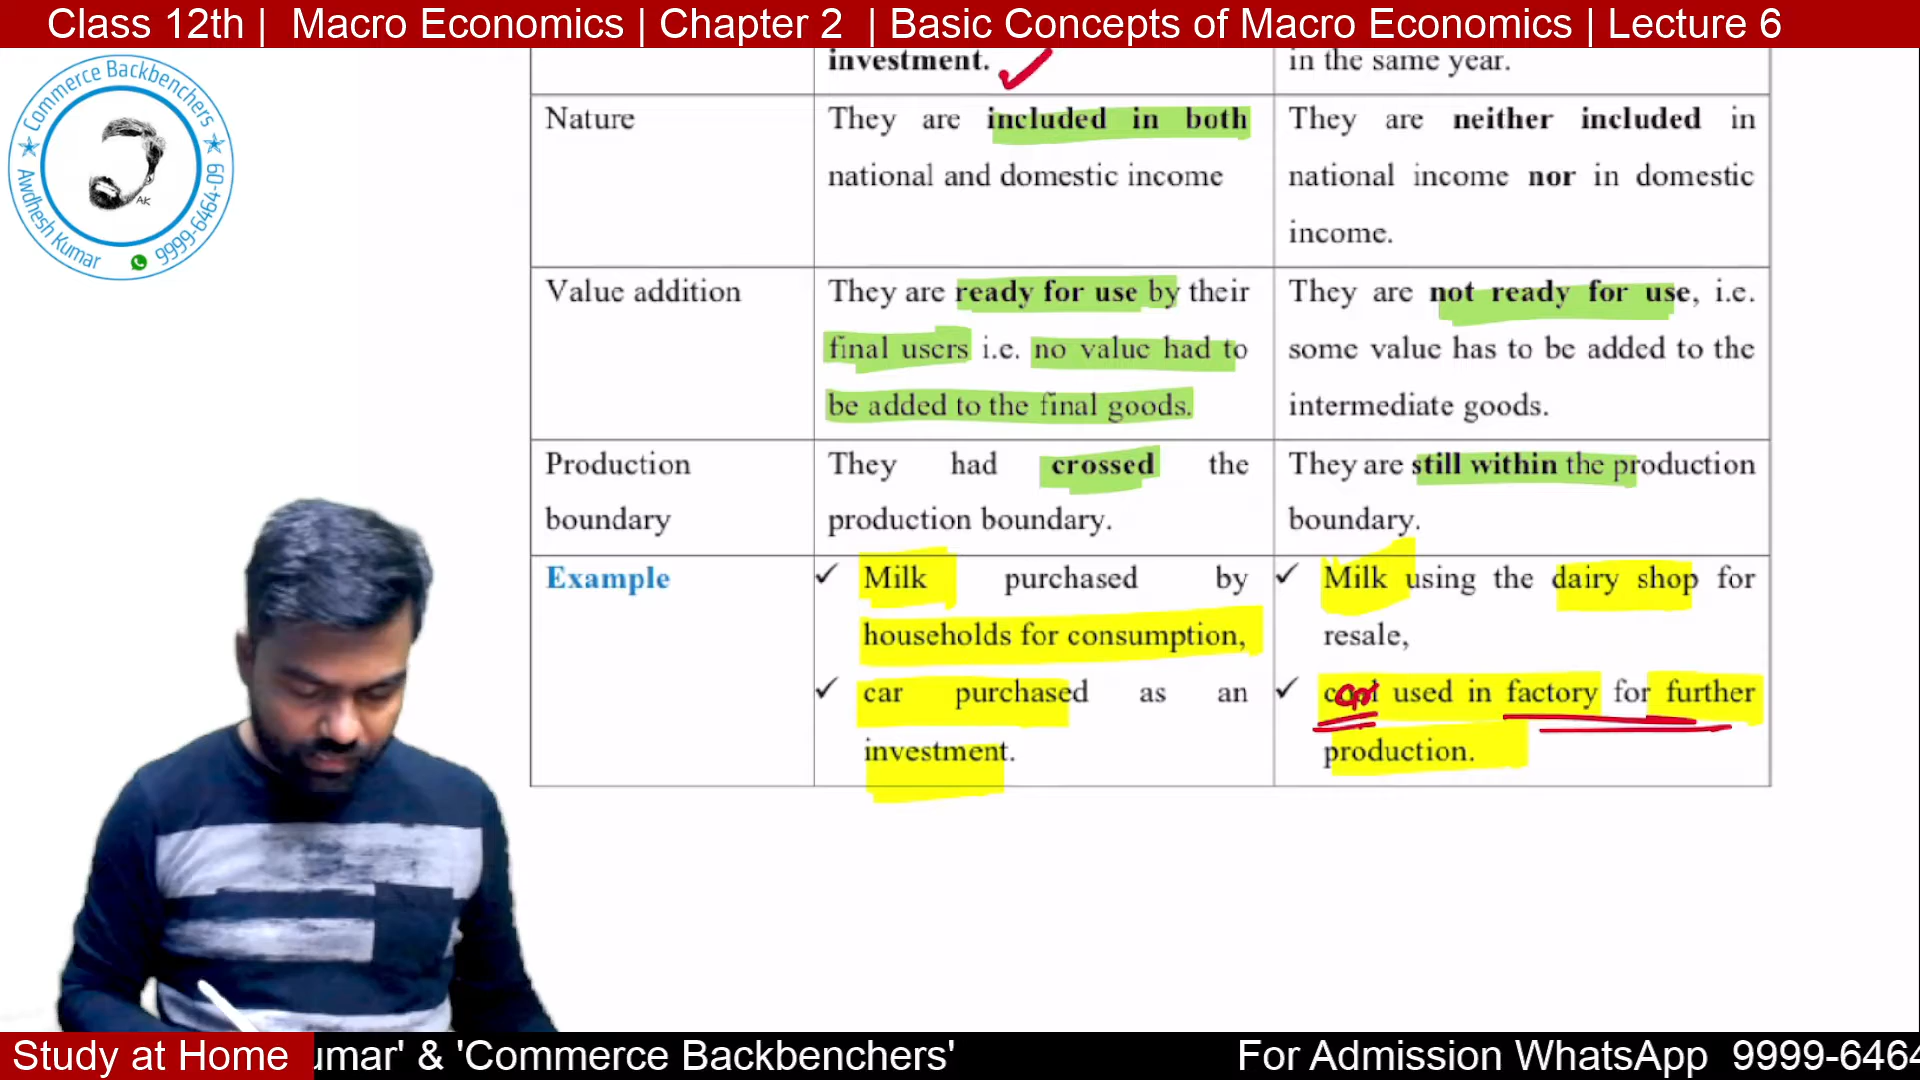 Class 12th | Macro Economics | Chapter 2 | Basic Concepts of Macro Economics | Lecture 6
Commerce Backbenchers
Awdhesh Kumar
9999-6464-09
AK
investment.
in the same year.
Nature
They are included in both
national and domestic income
They are neither included in
national income nor in domestic
income.
Value addition
They are ready for use by their
final users i.e. no value had to
be added to the final goods.
They are not ready for use, i.e.
some value has to be added to the
intermediate goods.
Production
boundary
They had crossed the
production boundary.
They are still within the production
boundary.
Example
✓ Milk purchased by
households for consumption,
✓ car purchased as an
investment.
✓ Milk using the dairy shop for
resale,
✓ used in factory for further
production.
Study at Home
umar' & 'Commerce Backbenchers'
For Admission WhatsApp 9999-6464